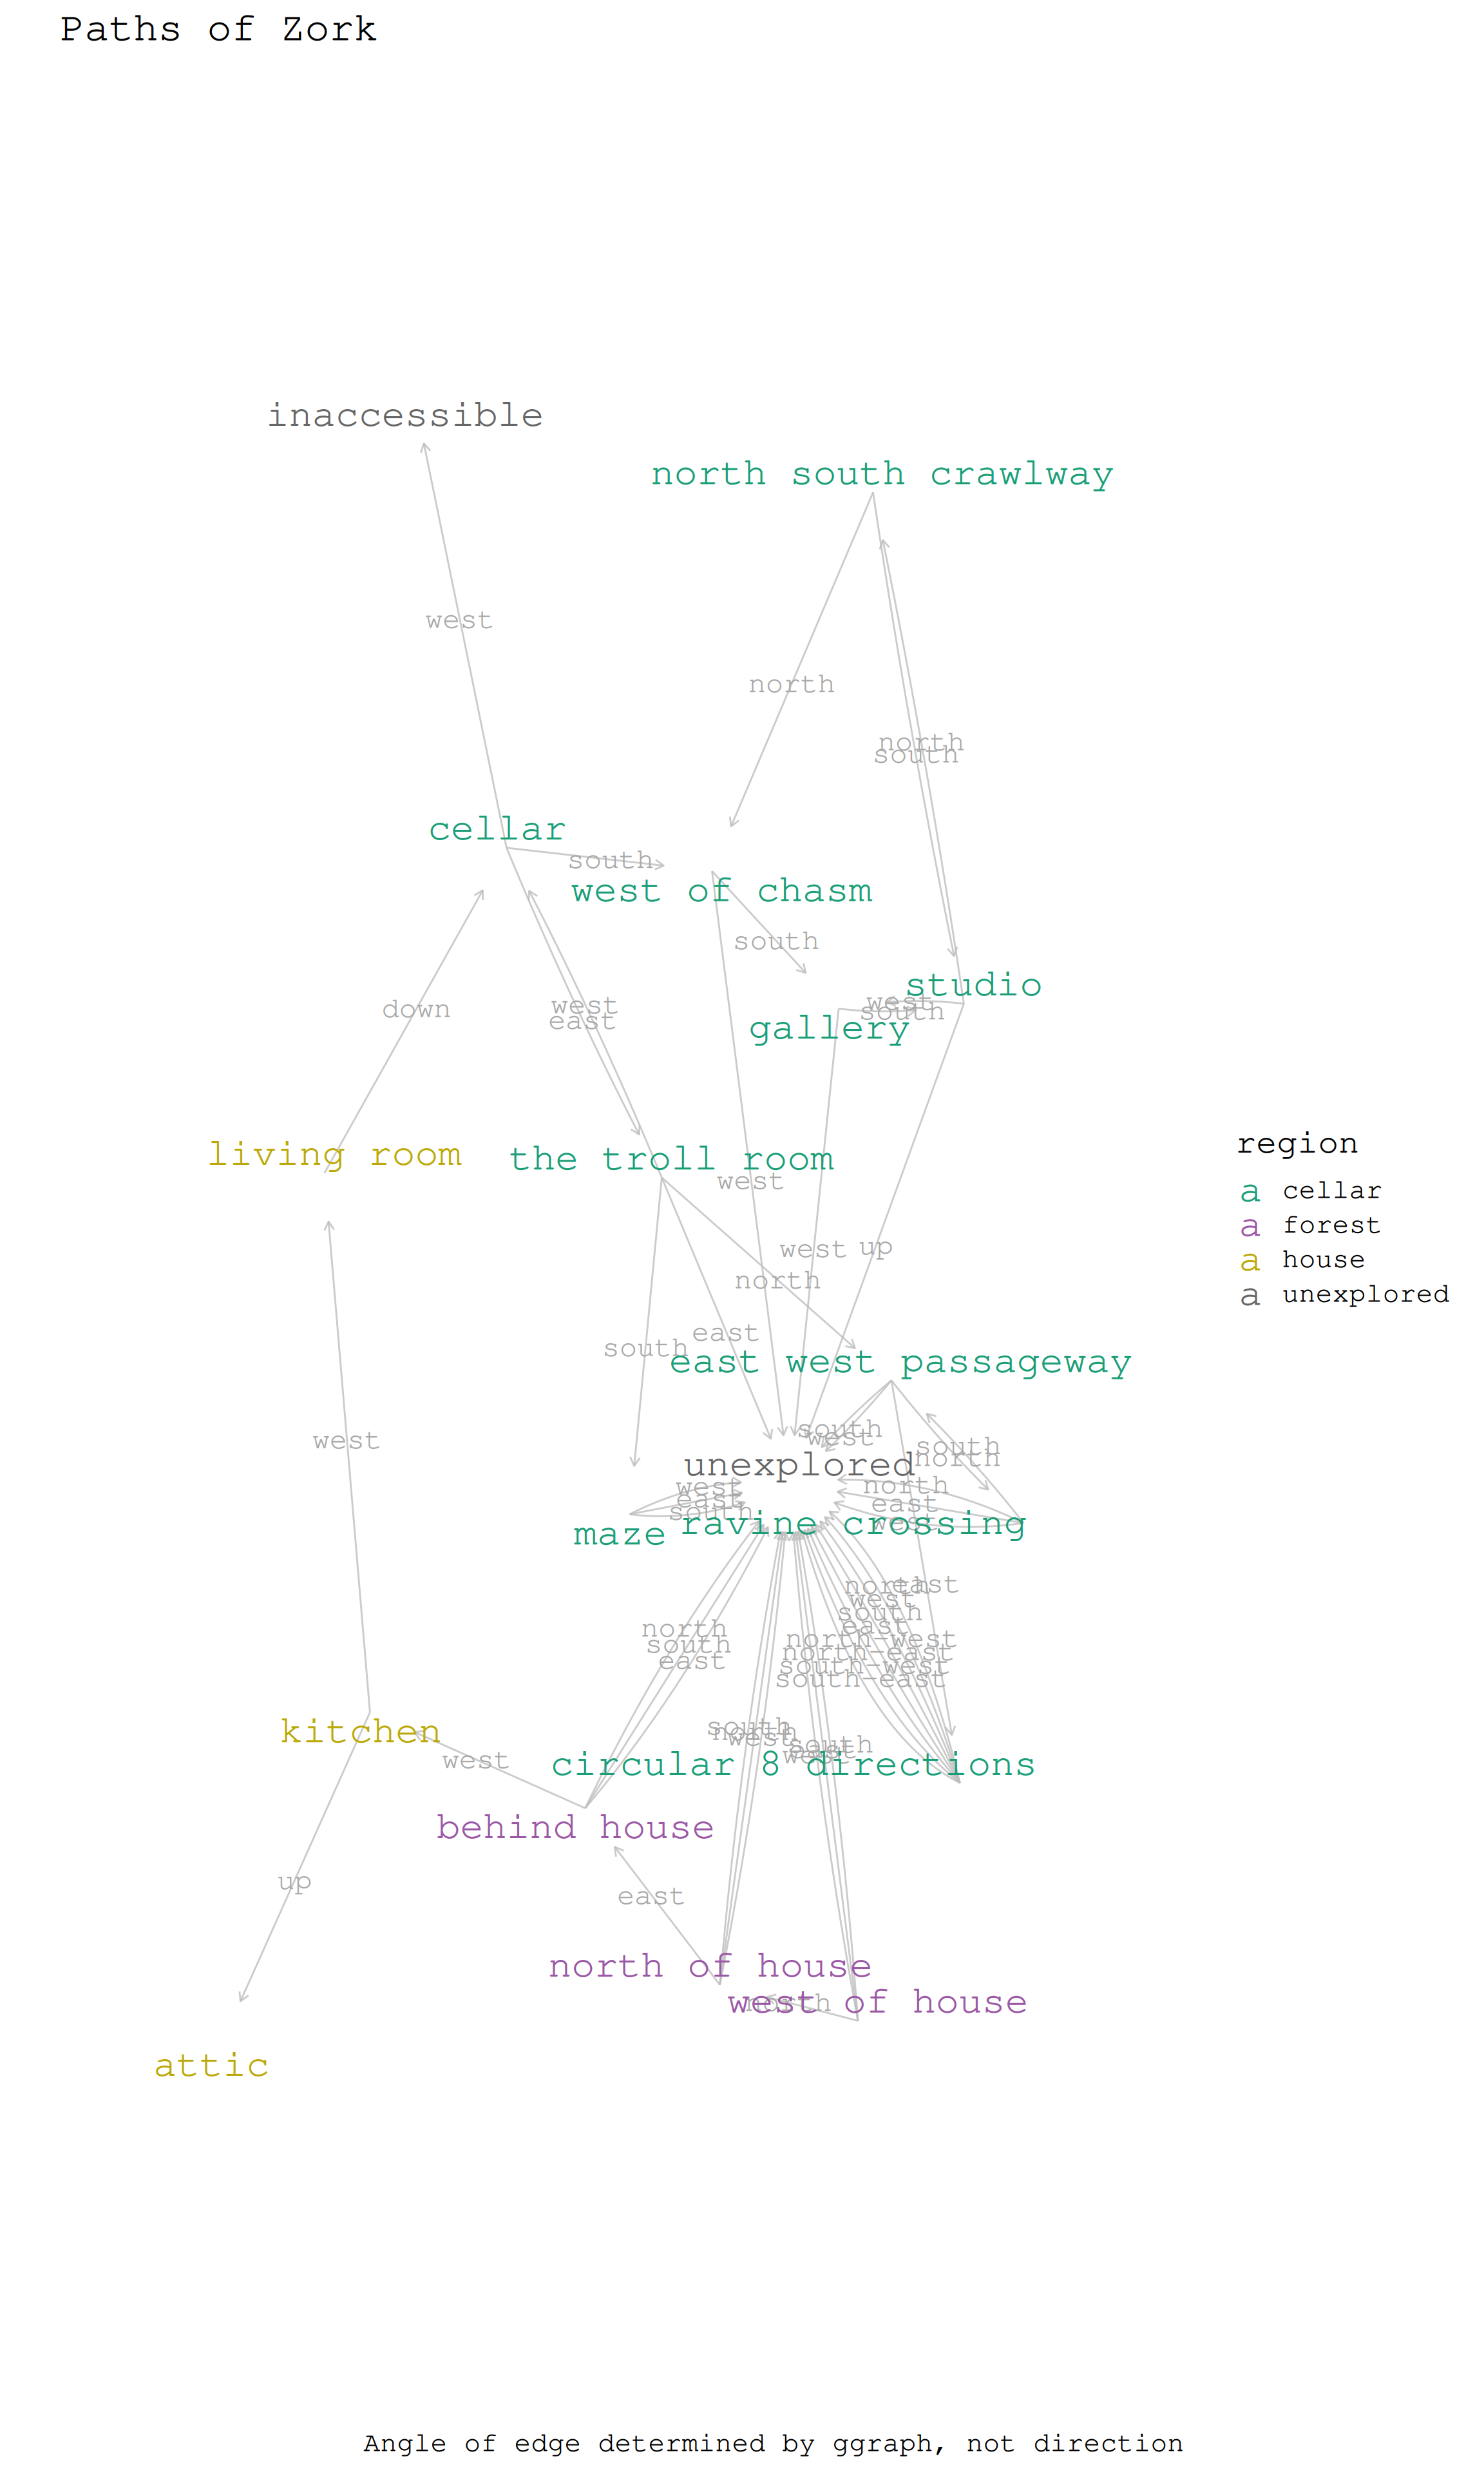 Paths of Zork
inaccessible
north south crawlway
west
north
north
south
cellar
south
west of chasm
south
studio
west
south
down
west
east
gallery
living room
the troll room
west
west
up
north
east
south
east west passageway
south
west
west
south
north
unexplored
west
east
south
north
east
west
maze
ravine crossing
north
east
west
south
east
north-west
north-east
south-west
south-east
north
south
east
kitchen
west
south
north
west
south
east
west
circular 8 directions
behind house
up
east
north of house
north
west of house
attic
region
a cellar
a forest
a house
a unexplored
Angle of edge determined by ggraph, not direction